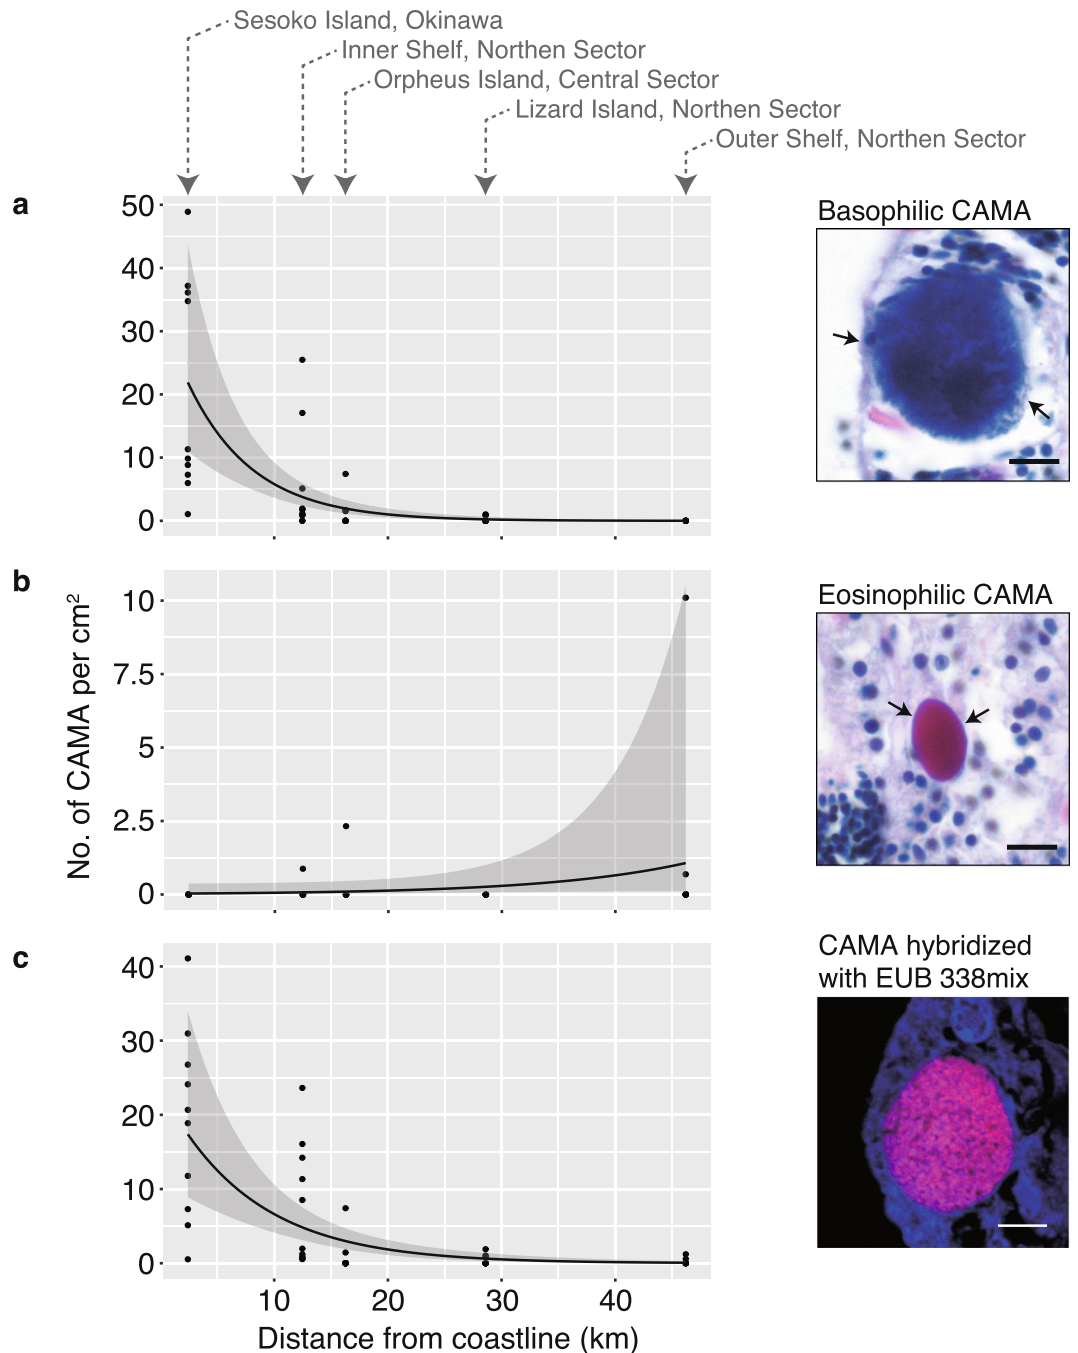 Sesoko Island, Okinawa
Inner Shelf, Northen Sector
Orpheus Island, Central Sector
Lizard Island, Northen Sector
Outer Shelf, Northen Sector
a
50
40
30
20
10
0
Basophilic CAMA
b
10
7.5
5
2.5
0
Eosinophilic CAMA
No. of CAMA per cm²
c
40
30
20
10
0
CAMA hybridized
with EUB 338mix
10 20 30 40
Distance from coastline (km)